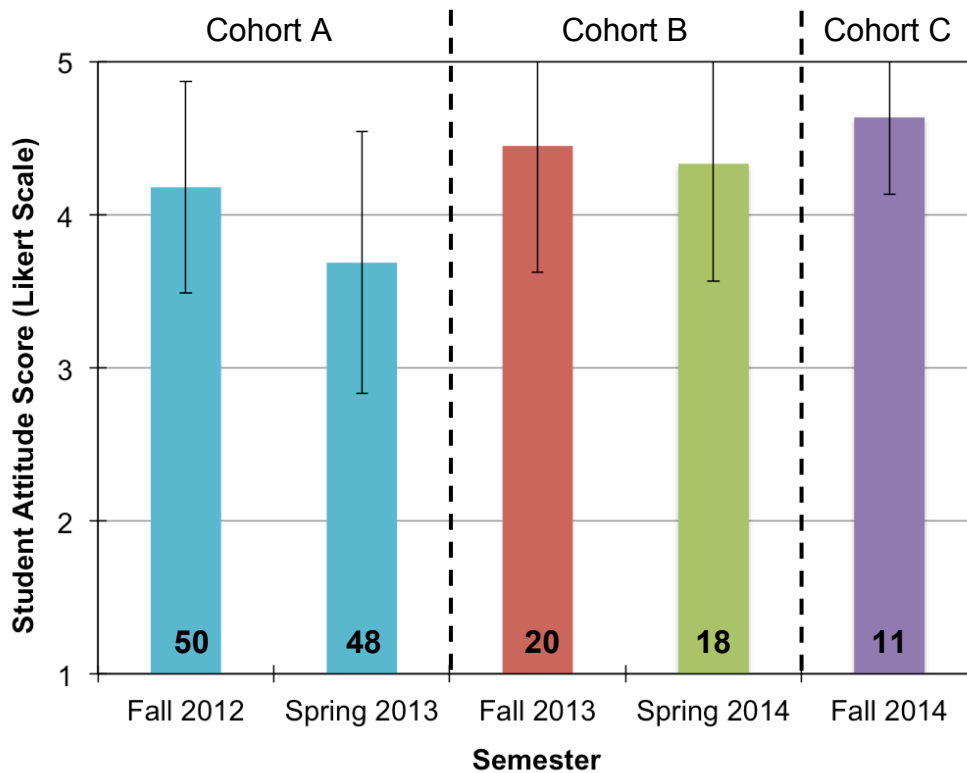 Cohort A
Cohort B
Cohort C
Student Attitude Score (Likert Scale)
5
4
3
2
1
50
48
20
18
11
Fall 2012
Spring 2013
Fall 2013
Spring 2014
Fall 2014
Semester